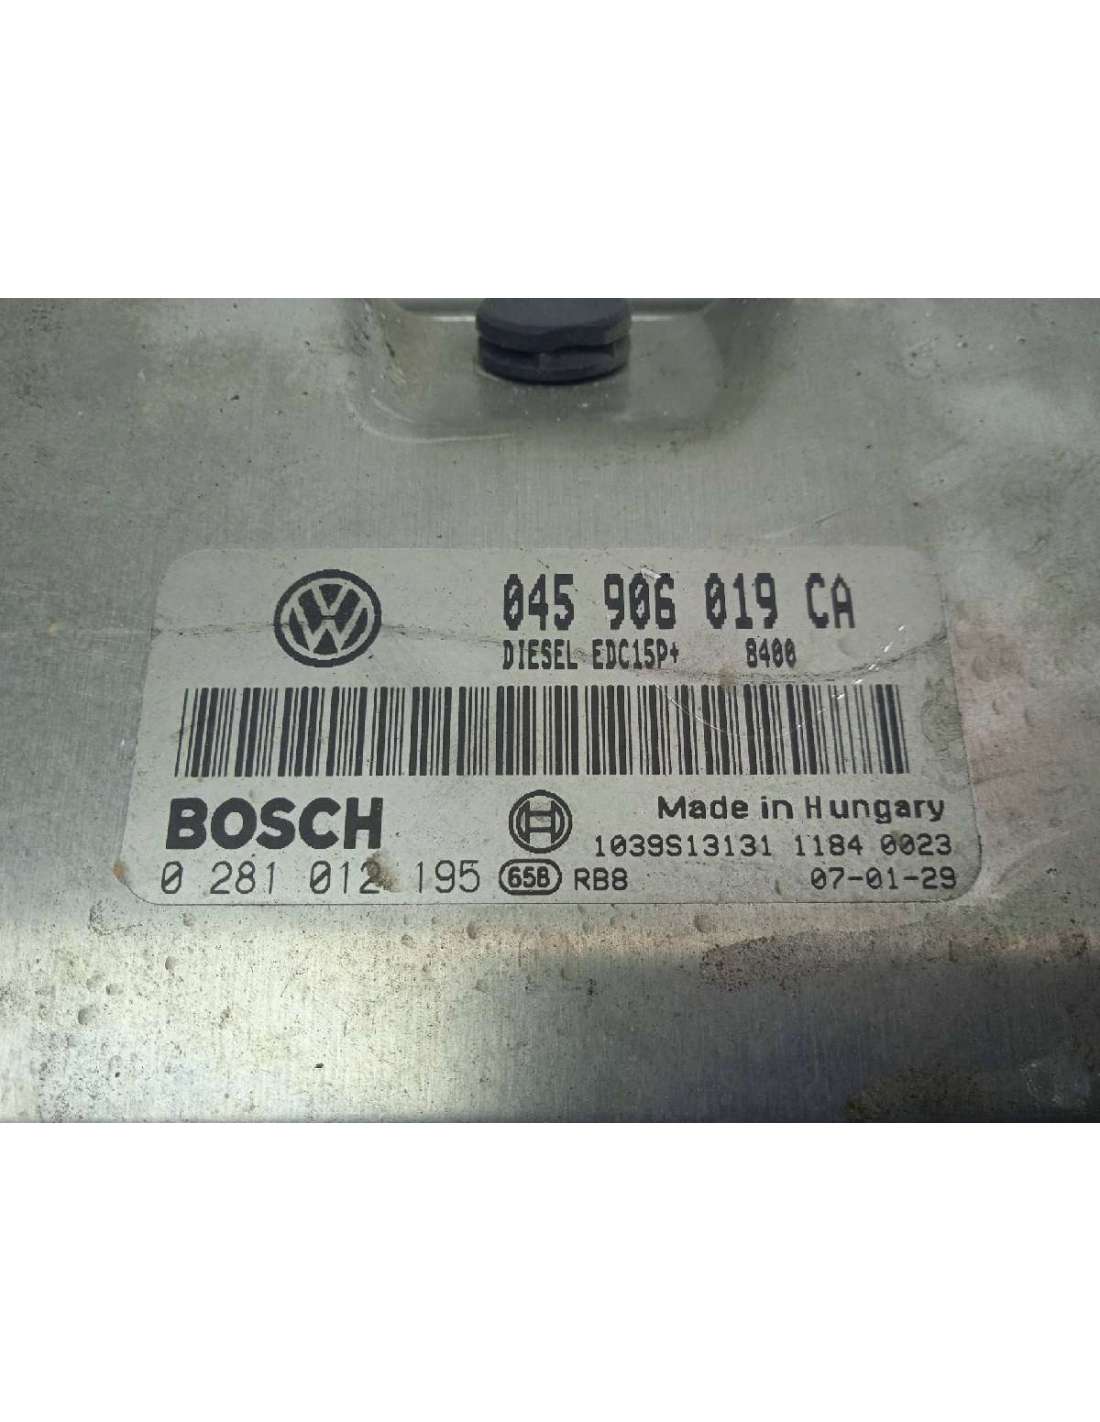 045 906 019 CA
DIESEL EDC15P+ 8400
BOSCH Made in Hungary
1039S13131 1184 0023
0 281 012 195 65B RB8 07-01-29